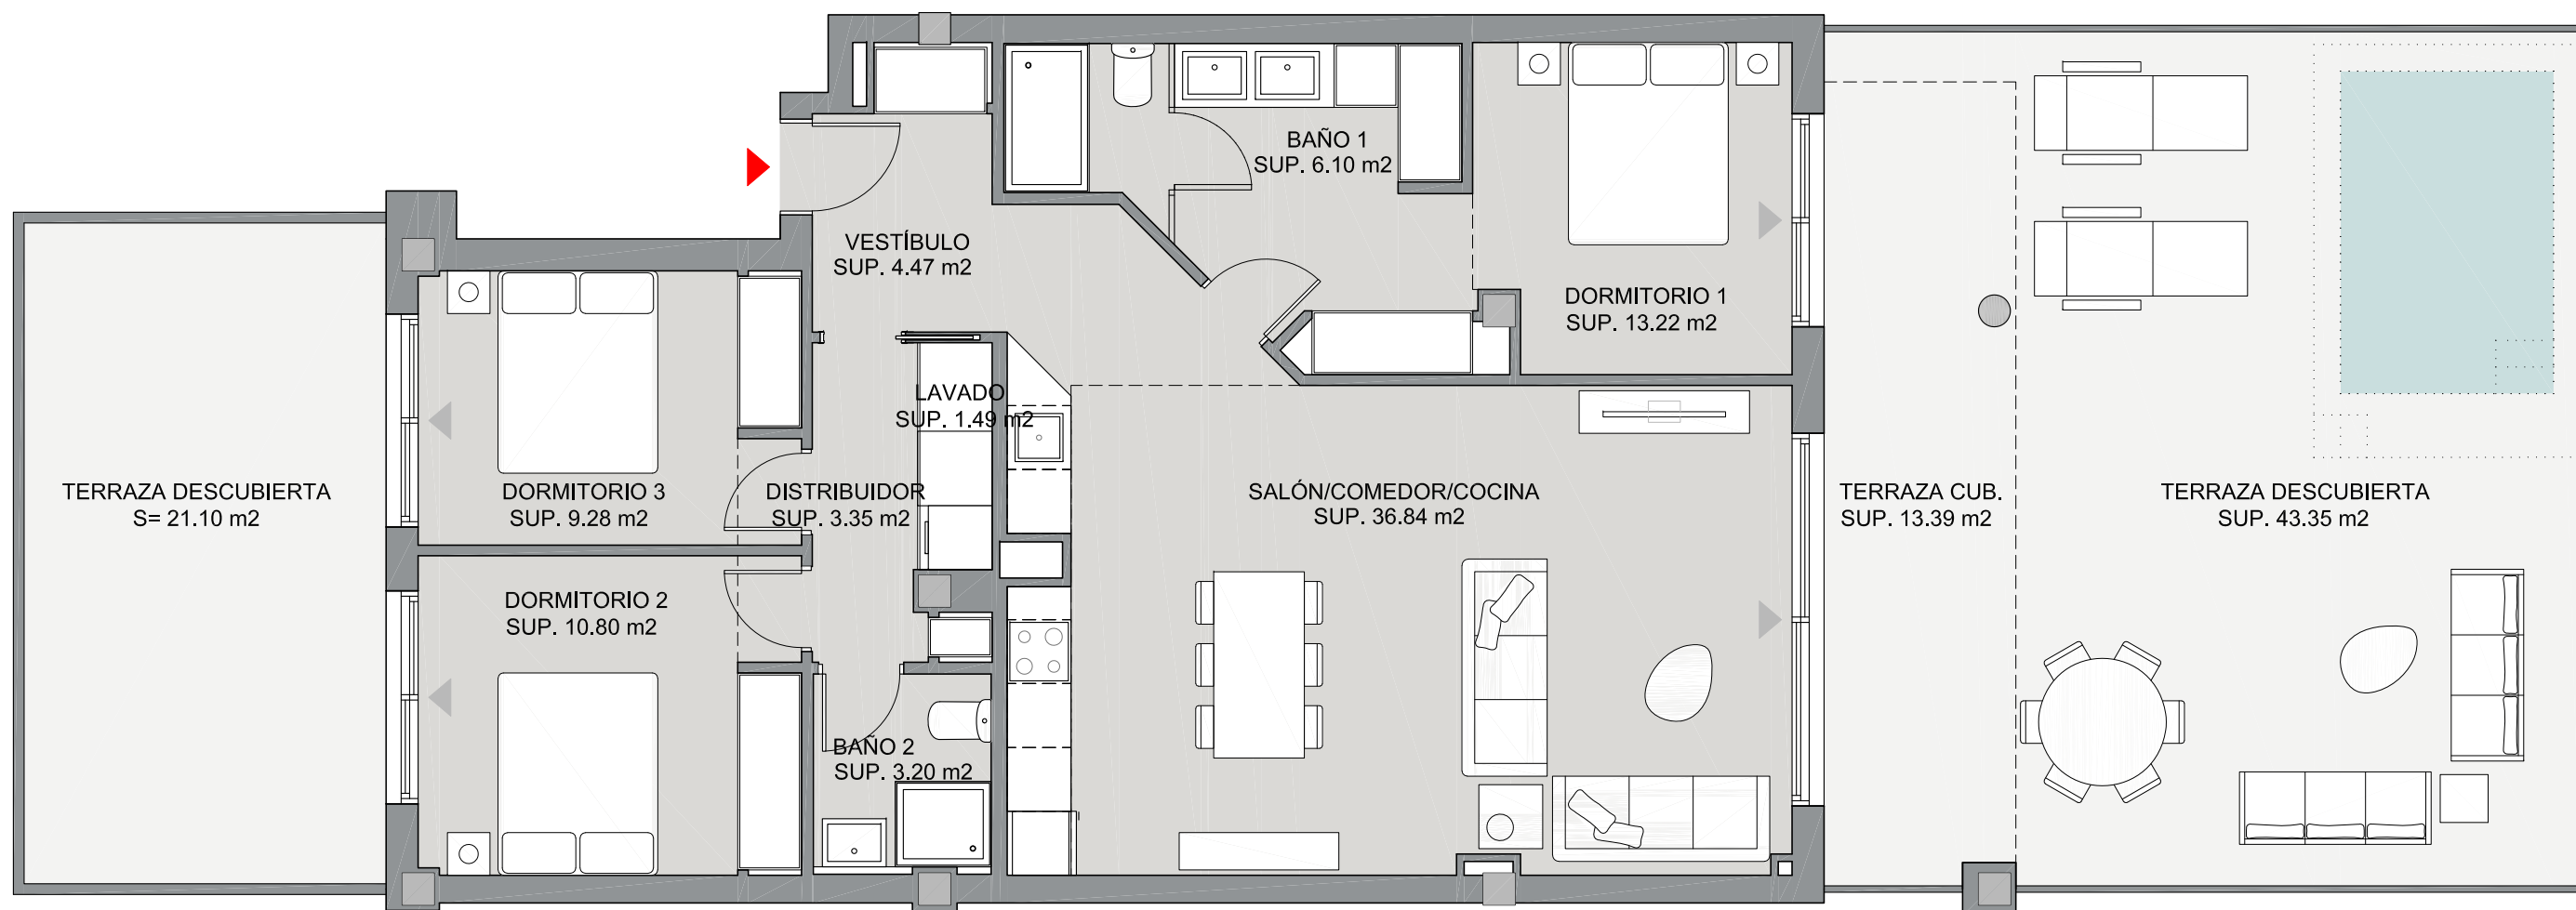 BAÑO 1
SUP. 6.10 m2
VESTÍBULO
SUP. 4.47 m2
DORMITORIO 1
SUP. 13.22 m2
LAVADO
SUP. 1.49 m2
TERRAZA DESCUBIERTA
S= 21.10 m2
DORMITORIO 3
SUP. 9.28 m2
DISTRIBUIDOR
SUP. 3.35 m2
SALÓN/COMEDOR/COCINA
SUP. 36.84 m2
TERRAZA CUB.
SUP. 13.39 m2
TERRAZA DESCUBIERTA
SUP. 43.35 m2
DORMITORIO 2
SUP. 10.80 m2
BAÑO 2
SUP. 3.20 m2